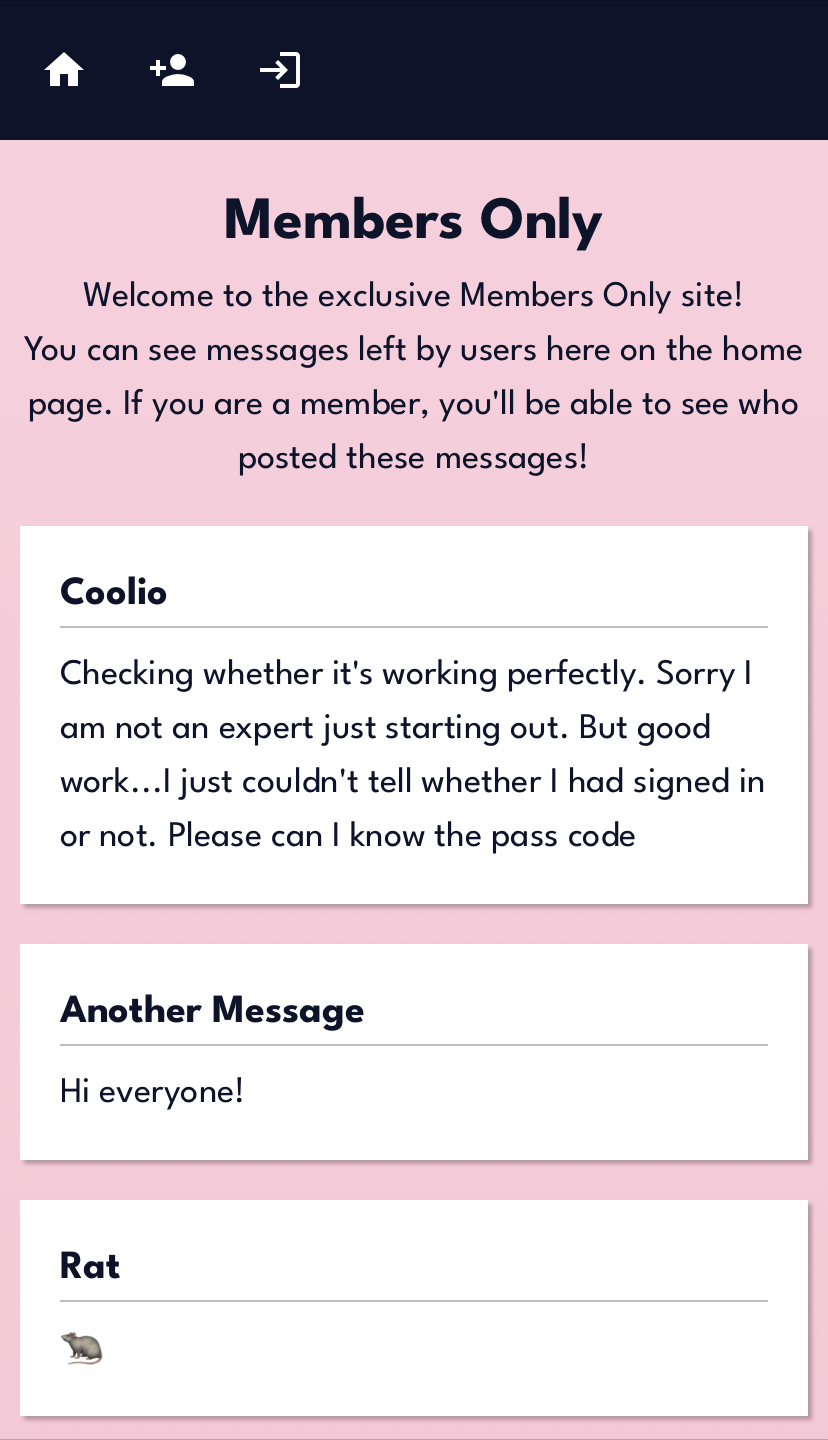 Members Only
Welcome to the exclusive Members Only site!
You can see messages left by users here on the home
page. If you are a member, you'll be able to see who
posted these messages!
Coolio
Checking whether it's working perfectly. Sorry I
am not an expert just starting out. But good
work...I just couldn't tell whether I had signed in
or not. Please can I know the pass code
Another Message
Hi everyone!
Rat
🐀